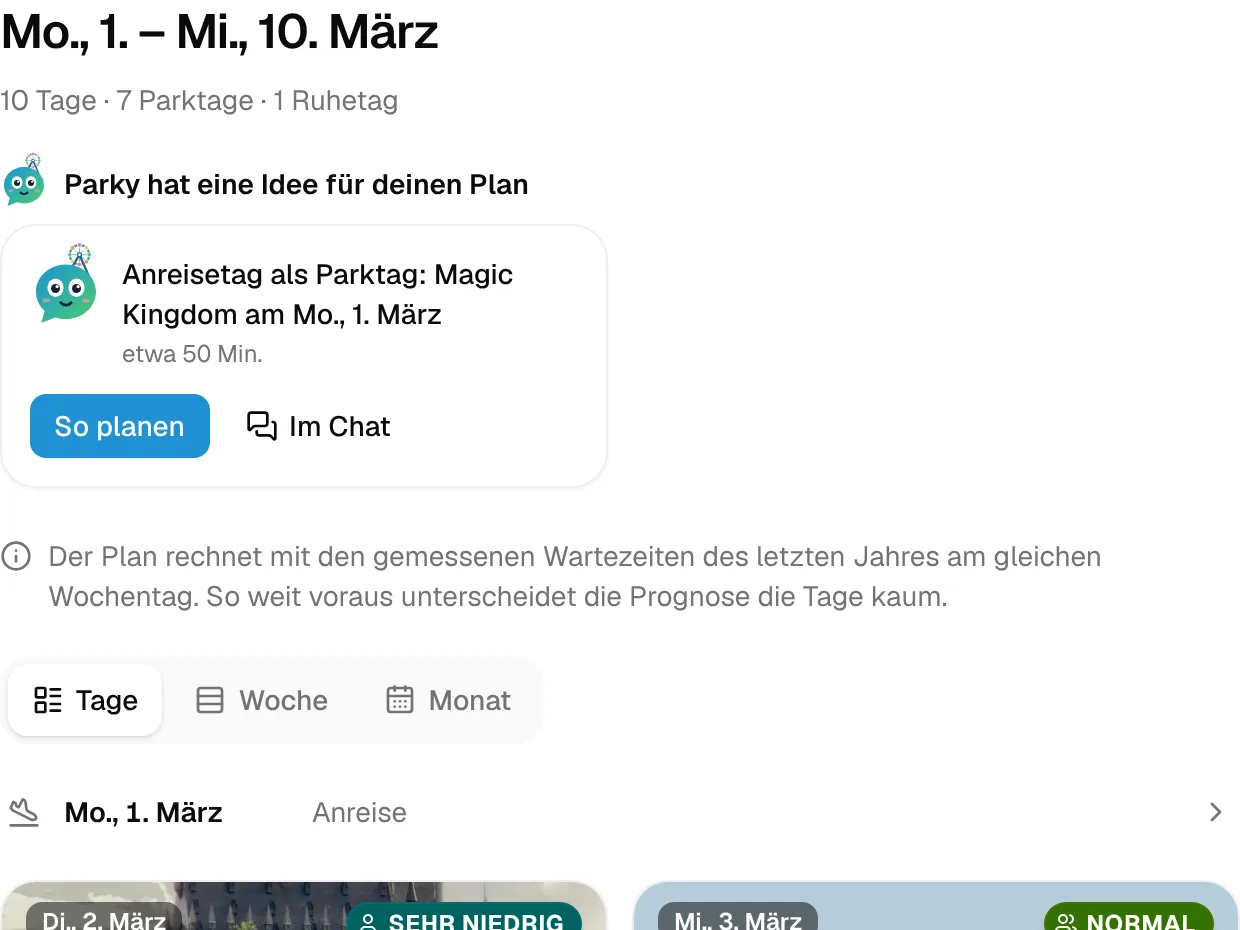 Mo., 1. – Mi., 10. März
10 Tage · 7 Parktage · 1 Ruhetag
Parky hat eine Idee für deinen Plan
Anreisetag als Parktag: Magic
Kingdom am Mo., 1. März
etwa 50 Min.
So planen
Im Chat
Der Plan rechnet mit den gemessenen Wartezeiten des letzten Jahres am gleichen
Wochentag. So weit voraus unterscheidet die Prognose die Tage kaum.
Tage
Woche
Monat
Mo., 1. März
Anreise
Di., 2. März
SEHR NIEDRIG
Mi., 3. März
NORMAL